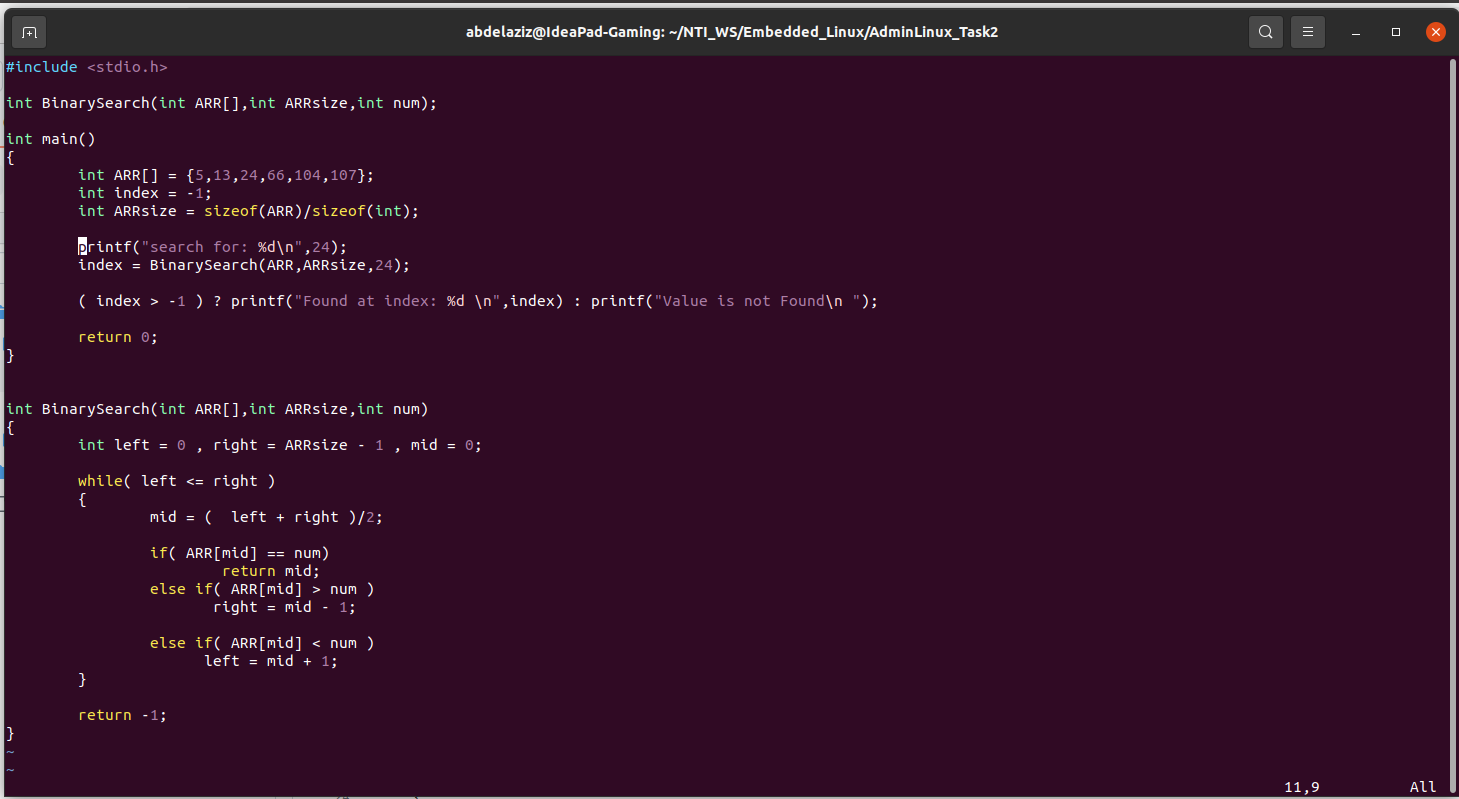 abdelaziz@IdeaPad-Gaming: ~/NTI_WS/Embedded_Linux/AdminLinux_Task2
#include <stdio.h>

int BinarySearch(int ARR[],int ARRsize,int num);

int main()
{
        int ARR[] = {5,13,24,66,104,107};
        int index = -1;
        int ARRsize = sizeof(ARR)/sizeof(int);

        printf("search for: %d\n",24);
        index = BinarySearch(ARR,ARRsize,24);

        ( index > -1 ) ? printf("Found at index: %d \n",index) : printf("Value is not Found\n ");

        return 0;
}


int BinarySearch(int ARR[],int ARRsize,int num)
{
        int left = 0 , right = ARRsize - 1 , mid = 0;

        while( left <= right )
        {
                mid = (  left + right )/2;

                if( ARR[mid] == num)
                        return mid;
                else if( ARR[mid] > num )
                       right = mid - 1;

                else if( ARR[mid] < num )
                      left = mid + 1;
        }

        return -1;
}
~
~
11,9 All